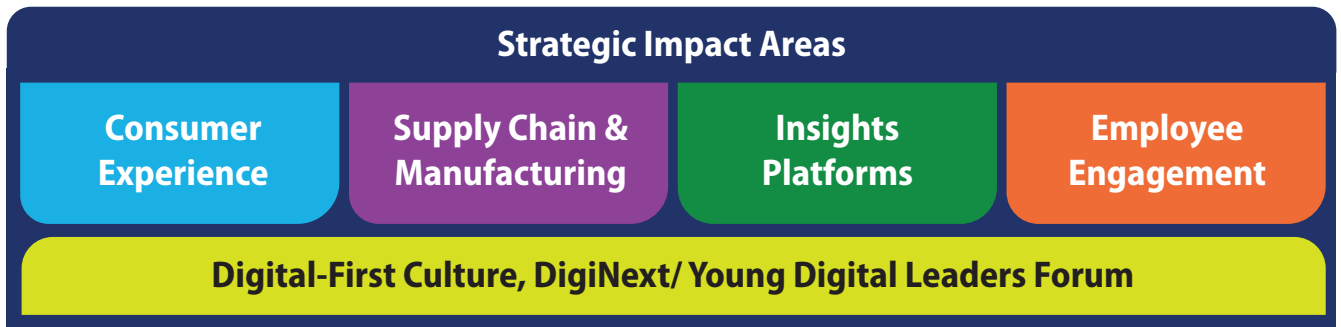 Strategic Impact Areas
Consumer
Experience
Supply Chain &
Manufacturing
Insights
Platforms
Employee
Engagement
Digital-First Culture, DigiNext/ Young Digital Leaders Forum